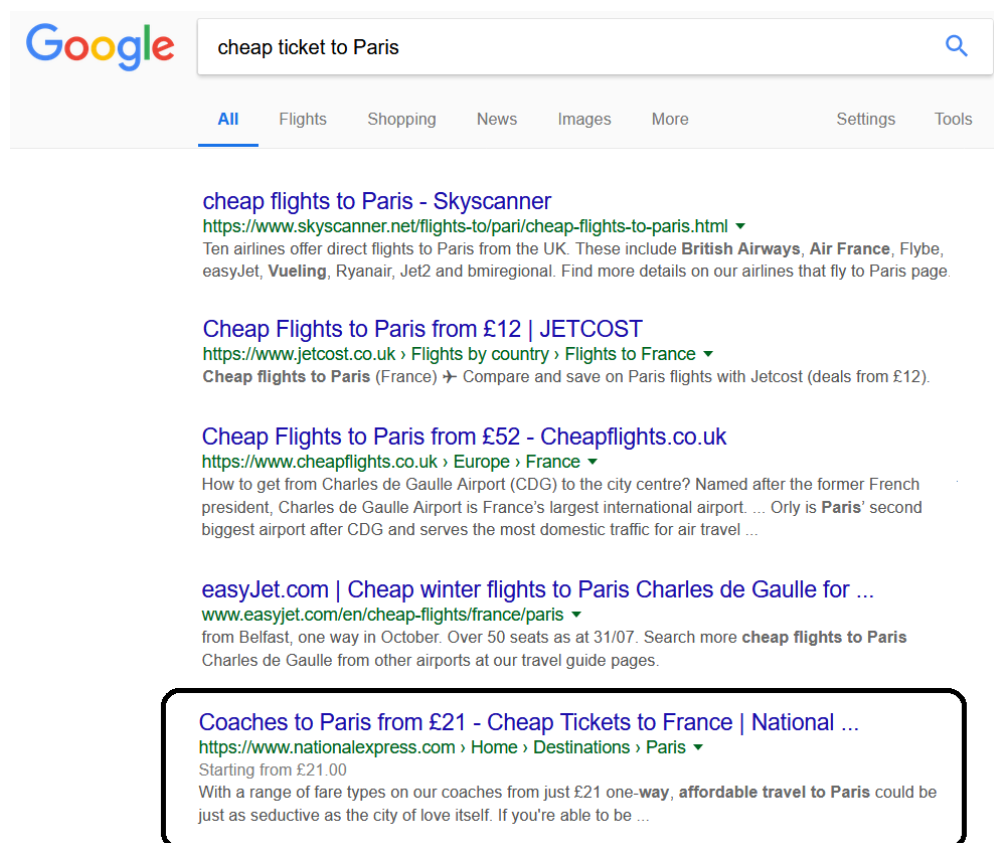 Google
cheap ticket to Paris
All Flights Shopping News Images More Settings Tools
cheap flights to Paris - Skyscanner
https://www.skyscanner.net/flights-to/pari/cheap-flights-to-paris.html
Ten airlines offer direct flights to Paris from the UK. These include British Airways, Air France, Flybe,
easyJet, Vueling, Ryanair, Jet2 and bmiregional. Find more details on our airlines that fly to Paris page.
Cheap Flights to Paris from £12 | JETCOST
https://www.jetcost.co.uk › Flights by country › Flights to France
Cheap flights to Paris (France) ✈ Compare and save on Paris flights with Jetcost (deals from £12).
Cheap Flights to Paris from £52 - Cheapflights.co.uk
https://www.cheapflights.co.uk › Europe › France
How to get from Charles de Gaulle Airport (CDG) to the city centre? Named after the former French
president, Charles de Gaulle Airport is France’s largest international airport. ... Orly is Paris’ second
biggest airport after CDG and serves the most domestic traffic for air travel ...
easyJet.com | Cheap winter flights to Paris Charles de Gaulle for ...
www.easyjet.com/en/cheap-flights/france/paris
from Belfast, one way in October. Over 50 seats as at 31/07. Search more cheap flights to Paris
Charles de Gaulle from other airports at our travel guide pages.
Coaches to Paris from £21 - Cheap Tickets to France | National ...
https://www.nationalexpress.com › Home › Destinations › Paris
Starting from £21.00
With a range of fare types on our coaches from just £21 one-way, affordable travel to Paris could be
just as seductive as the city of love itself. If you're able to be ...